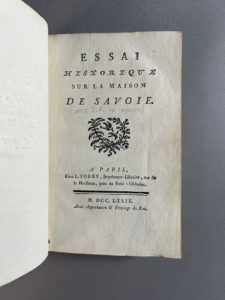 ESSAI
HISTORIQUE
SUR LA MAISON
DE SAVOIE.
A PARIS,
Chez L. JORRY, Imprimeur-Libraire, rue de
la Huchette, près du Petit-Châtelet.
M. DCC. LXXIX.
Avec Approbation & Privilege du Roi.